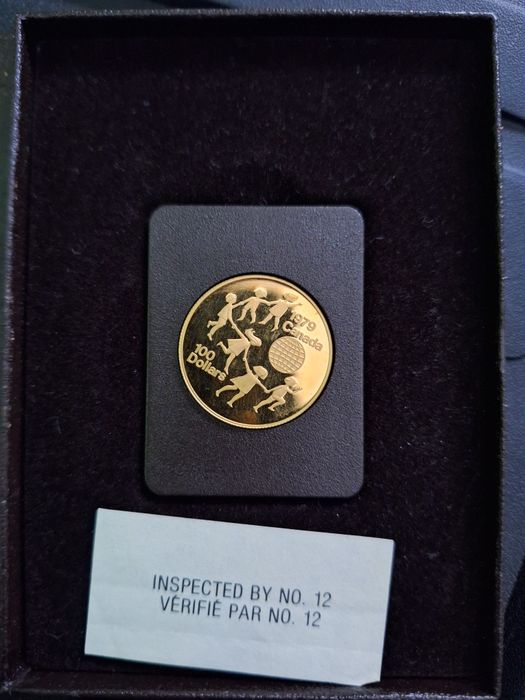 1979
Canada
100
Dollars
INSPECTED BY NO. 12
VÉRIFIÉ PAR NO. 12